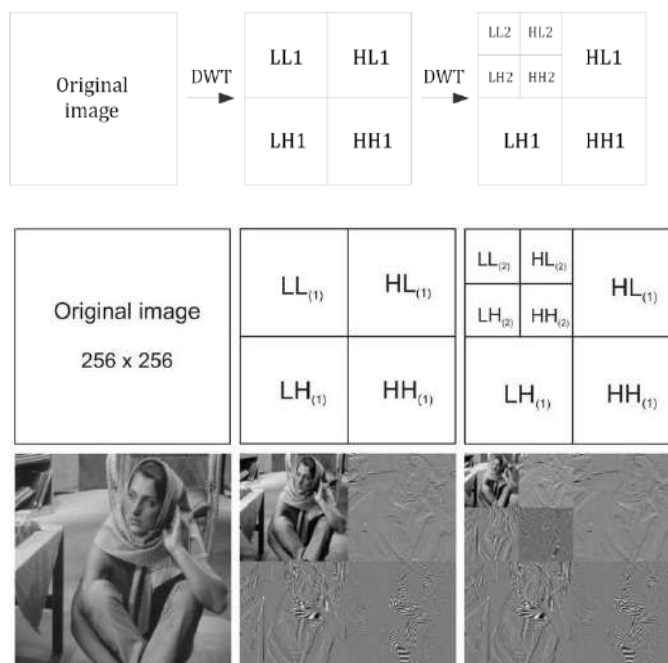 Original
image
DWT
LL1 HL1
LH1 HH1
DWT
LL2 HL2
LH2 HH2
HL1
LH1 HH1
Original image
256 x 256
LL(1) HL(1)
LH(1) HH(1)
LL(2) HL(2)
LH(2) HH(2)
HL(1)
LH(1) HH(1)